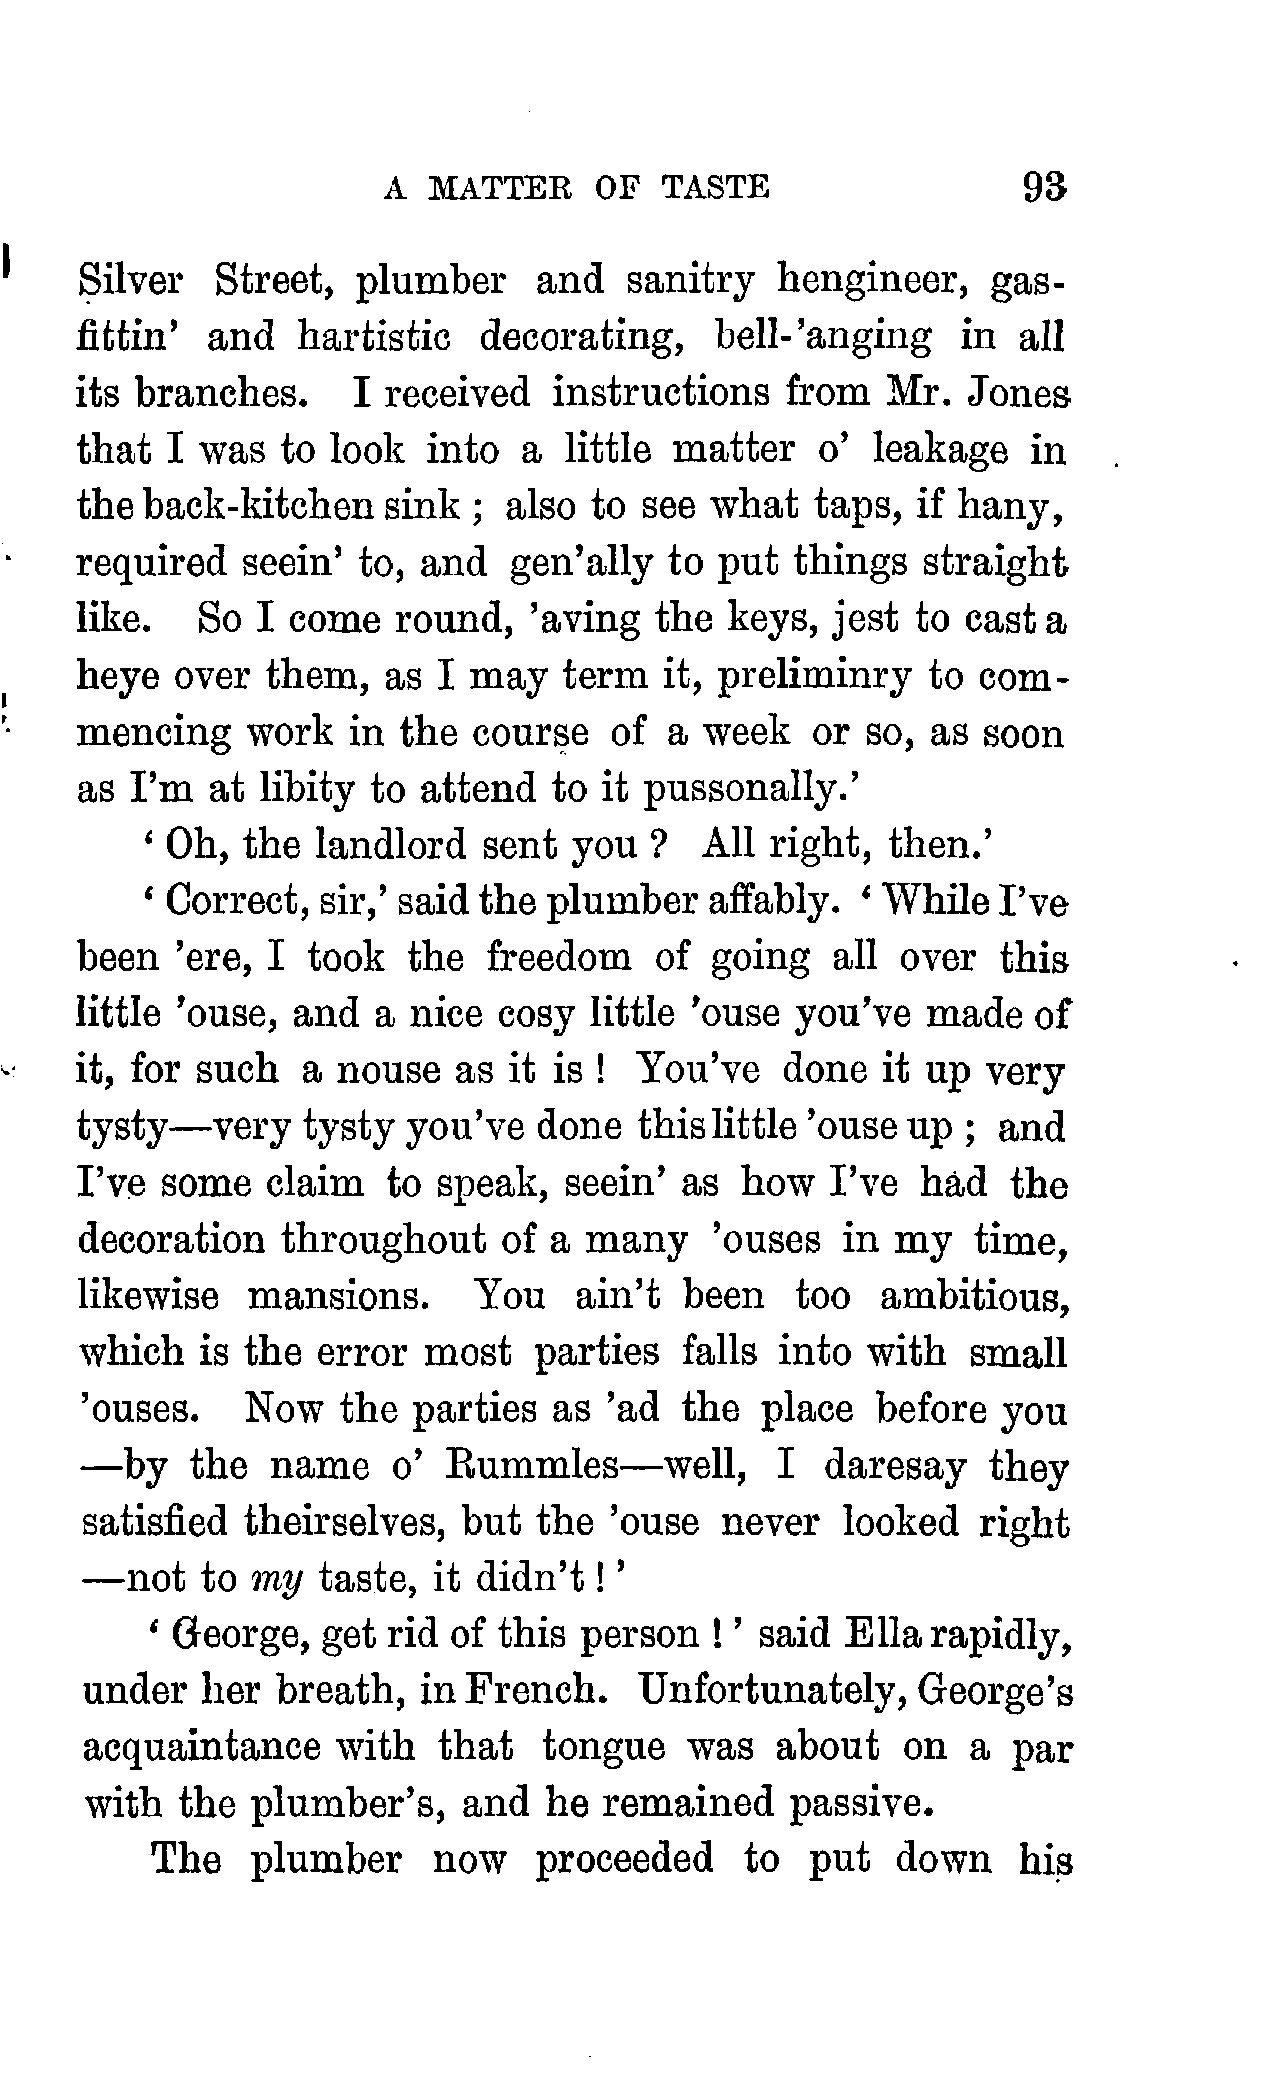 A MATTER OF TASTE 93
Silver Street, plumber and sanitry hengineer, gas-
fittin' and hartistic decorating, bell-'anging in all
its branches. I received instructions from Mr. Jones
that I was to look into a little matter o' leakage in
the back-kitchen sink ; also to see what taps, if hany,
required seein' to, and gen'ally to put things straight
like. So I come round, 'aving the keys, jest to cast a
heye over them, as I may term it, preliminry to com-
mencing work in the course of a week or so, as soon
as I'm at libity to attend to it pussonally.'
‘ Oh, the landlord sent you ? All right, then.'
‘ Correct, sir,' said the plumber affably. ‘ While I've
been 'ere, I took the freedom of going all over this
little 'ouse, and a nice cosy little 'ouse you've made of
it, for such a nouse as it is ! You've done it up very
tysty—very tysty you've done this little 'ouse up ; and
I've some claim to speak, seein' as how I've had the
decoration throughout of a many 'ouses in my time,
likewise mansions. You ain't been too ambitious,
which is the error most parties falls into with small
'ouses. Now the parties as 'ad the place before you
—by the name o' Rummles—well, I daresay they
satisfied theirselves, but the 'ouse never looked right
—not to my taste, it didn't ! '
‘ George, get rid of this person ! ' said Ella rapidly,
under her breath, in French. Unfortunately, George's
acquaintance with that tongue was about on a par
with the plumber's, and he remained passive.
The plumber now proceeded to put down his